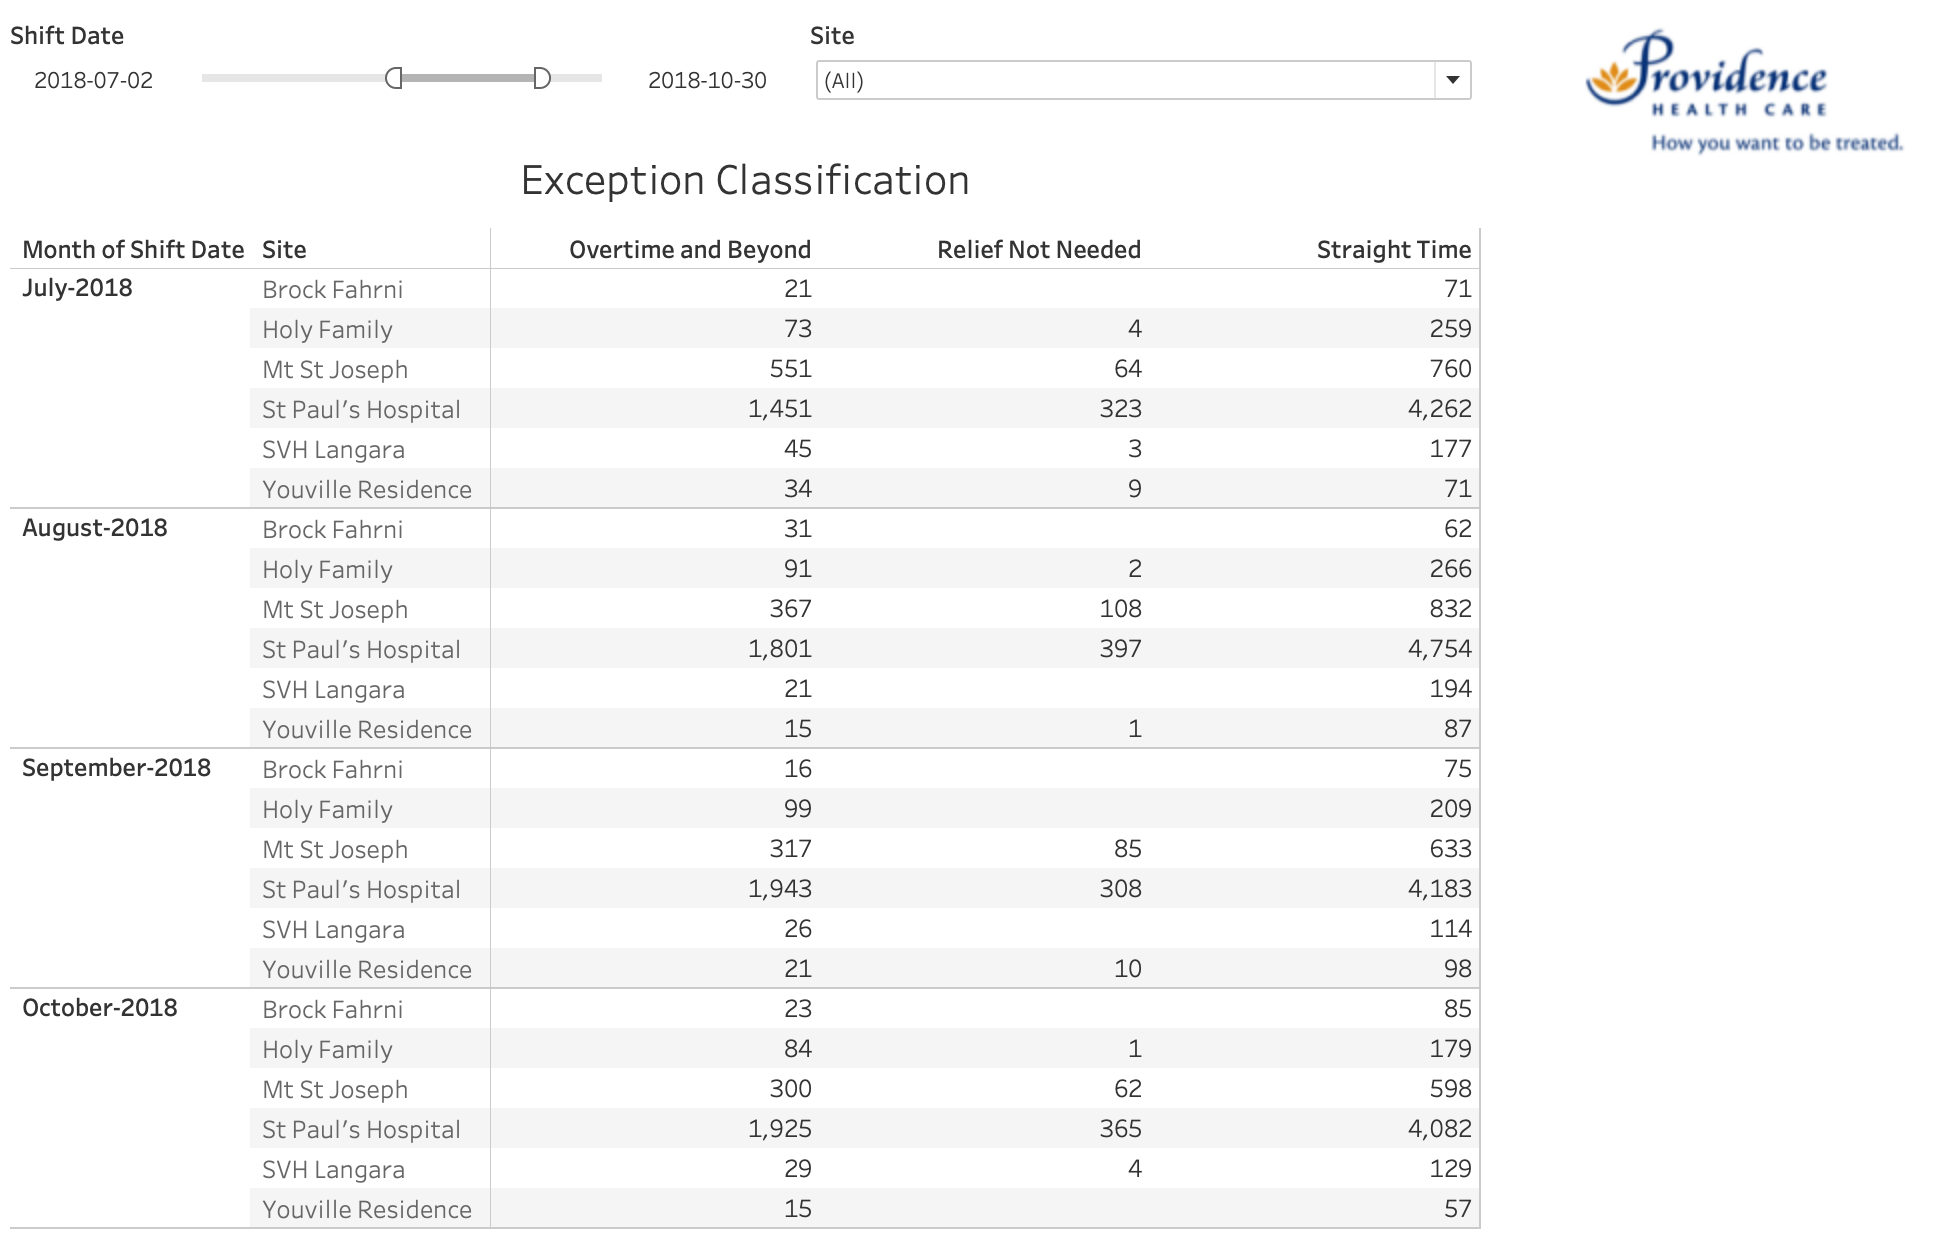 Shift Date
Site
2018-07-02
2018-10-30
(All)
Providence
HEALTH CARE
How you want to be treated.
Exception Classification
Month of Shift Date Site Overtime and Beyond Relief Not Needed Straight Time
July-2018 Brock Fahrni 21 71
Holy Family 73 4 259
Mt St Joseph 551 64 760
St Paul's Hospital 1,451 323 4,262
SVH Langara 45 3 177
Youville Residence 34 9 71
August-2018 Brock Fahrni 31 62
Holy Family 91 2 266
Mt St Joseph 367 108 832
St Paul's Hospital 1,801 397 4,754
SVH Langara 21 194
Youville Residence 15 1 87
September-2018 Brock Fahrni 16 75
Holy Family 99 209
Mt St Joseph 317 85 633
St Paul's Hospital 1,943 308 4,183
SVH Langara 26 114
Youville Residence 21 10 98
October-2018 Brock Fahrni 23 85
Holy Family 84 1 179
Mt St Joseph 300 62 598
St Paul's Hospital 1,925 365 4,082
SVH Langara 29 4 129
Youville Residence 15 57